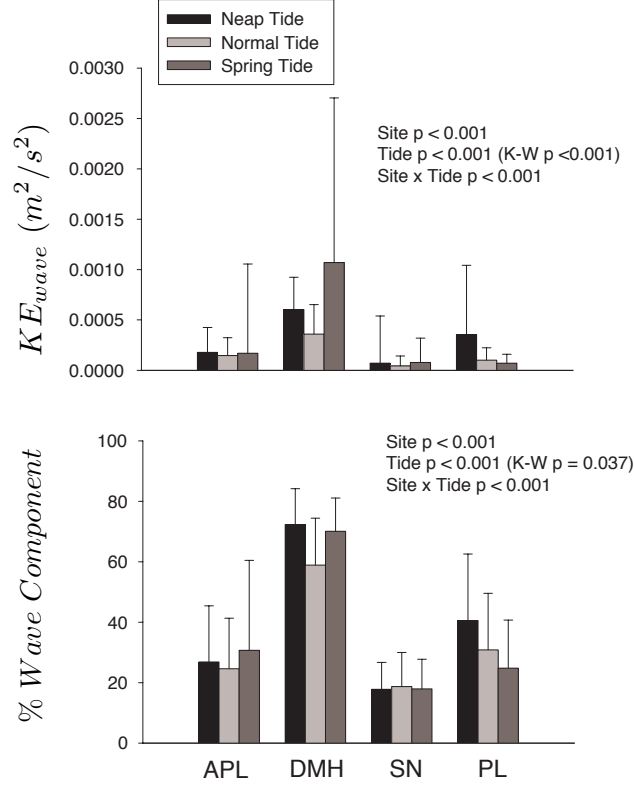 Neap Tide
Normal Tide
Spring Tide
KE_wave (m^2/s^2)
0.0030
0.0025
0.0020
0.0015
0.0010
0.0005
0.0000
Site p < 0.001
Tide p < 0.001 (K-W p <0.001)
Site x Tide p < 0.001
% Wave Component
100
80
60
40
20
0
Site p < 0.001
Tide p < 0.001 (K-W p = 0.037)
Site x Tide p < 0.001
APL DMH SN PL